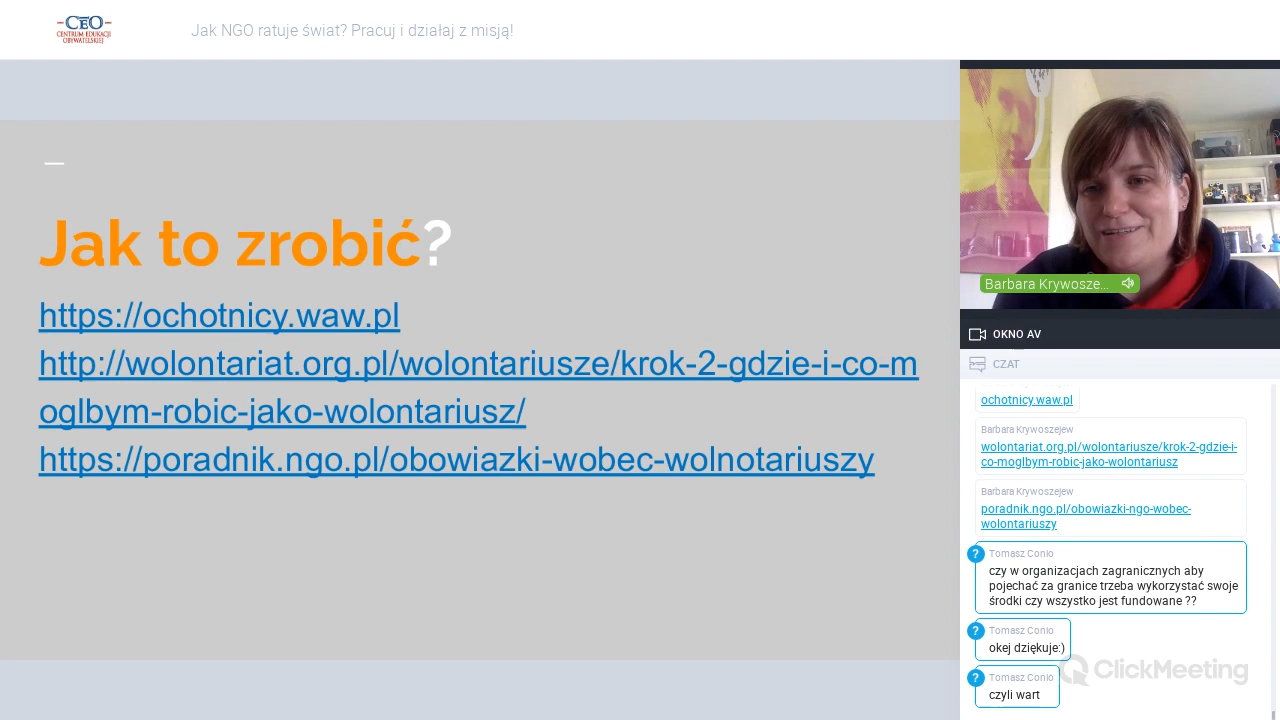 CEO
CENTRUM EDUKACJI
OBYWATELSKIEJ
Jak NGO ratuje świat? Pracuj i działaj z misją!
Jak to zrobić?
https://ochotnicy.waw.pl
http://wolontariat.org.pl/wolontariusze/krok-2-gdzie-i-co-m
oglbym-robic-jako-wolontariusz/
https://poradnik.ngo.pl/obowiazki-wobec-wolnotariuszy
Barbara Krywosze...
OKNO AV
CZAT
ochotnicy.waw.pl
Barbara Krywoszejew
wolontariat.org.pl/wolontariusze/krok-2-gdzie-i-
co-moglbym-robic-jako-wolontariusz
Barbara Krywoszejew
poradnik.ngo.pl/obowiazki-ngo-wobec-
wolontariuszy
? Tomasz Conio
czy w organizacjach zagranicznych aby
pojechać za granice trzeba wykorzystać swoje
środki czy wszystko jest fundowane ??
? Tomasz Conio
okej dziękuje:)
? Tomasz Conio
czyli wart
ClickMeeting